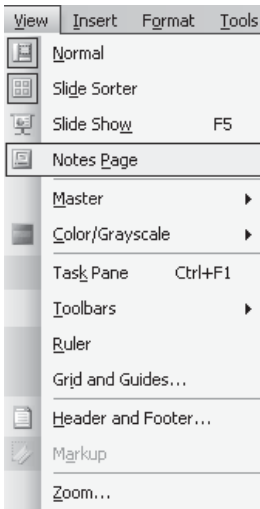 View Insert Format Tools
Normal
Slide Sorter
Slide Show F5
Notes Page
Master
Color/Grayscale
Task Pane Ctrl+F1
Toolbars
Ruler
Grid and Guides...
Header and Footer...
Markup
Zoom...